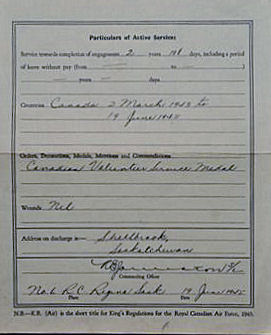 Particulars of Active Service:
Service towards completion of engagement 2 years 108 days, including a period
of leave without pay (from — to — )
— years — days.
Countries Canada 2 March 1943 to
19 June 1945
Orders, Decorations, Medals, Mentions and Commendations
Canadian Volunteer Service Medal
Wounds Nil
Address on discharge is— Shellbrook,
Saskatchewan
Commanding Officer
No. 6 R.C. Regina Sask 19 June 1945
Place Date
N.B.—K.R. (Air) is the short title for King's Regulations for the Royal Canadian Air Force, 1943.